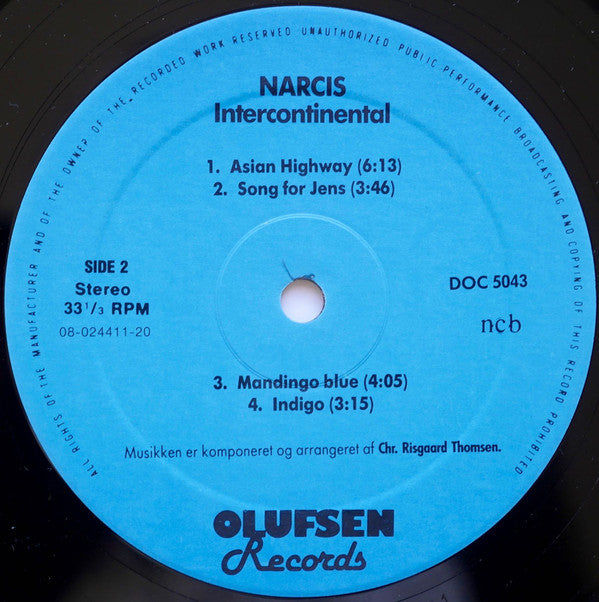 ALL RIGHTS OF THE MANUFACTURER AND OF THE OWNER OF THE RECORDED WORK RESERVED UNAUTHORIZED PUBLIC PERFORMANCE BROADCASTING AND COPYING OF THIS RECORD PROHIBITED
NARCIS
Intercontinental
1. Asian Highway (6:13)
2. Song for Jens (3:46)
SIDE 2
Stereo
33 1/3 RPM
08-024411-20
DOC 5043
ncb
3. Mandingo blue (4:05)
4. Indigo (3:15)
Musikken er komponeret og arrangeret af Chr. Risgaard Thomsen.
OLUFSEN
Records